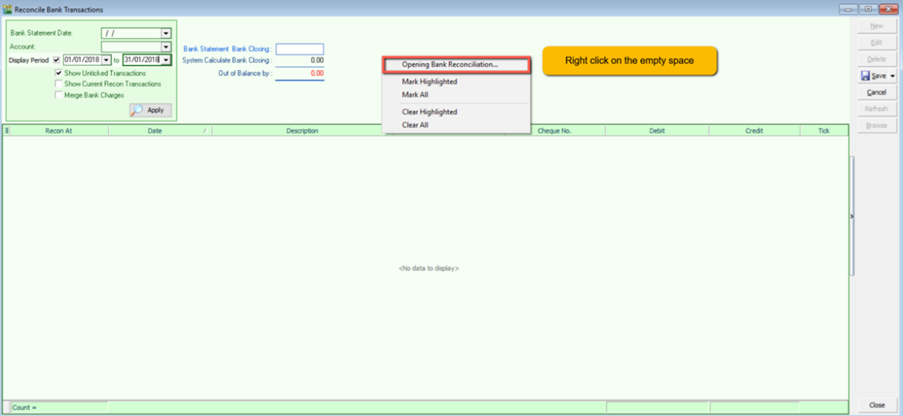 Reconcile Bank Transactions
Bank Statement Date: / /
Account:
Display Period 01/01/2018 to 31/01/2018
Show Unticked Transactions
Show Current Recon Transactions
Merge Bank Charges
Apply
Bank Statement Bank Closing:
System Calculate Bank Closing: 0.00
Out of Balance by: 0.00
Opening Bank Reconciliation...
Mark Highlighted
Mark All
Clear Highlighted
Clear All
Right click on the empty space
New
Edit
Delete
Save
Cancel
Refresh
Browse
Recon At Date Description Cheque No. Debit Credit Tick
<No data to display>
Count =
Close